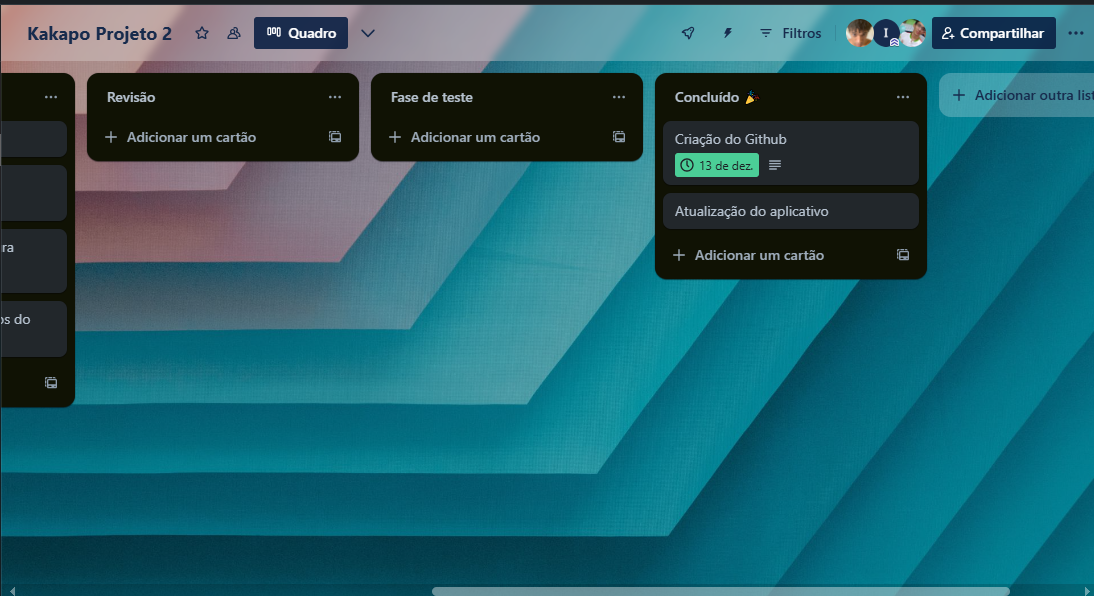 Kakapo Projeto 2
Quadro
Filtros
I
Compartilhar
ra
os do
Revisão
Adicionar um cartão
Fase de teste
Adicionar um cartão
Concluído
Criação do Github
13 de dez.
Atualização do aplicativo
Adicionar um cartão
Adicionar outra list